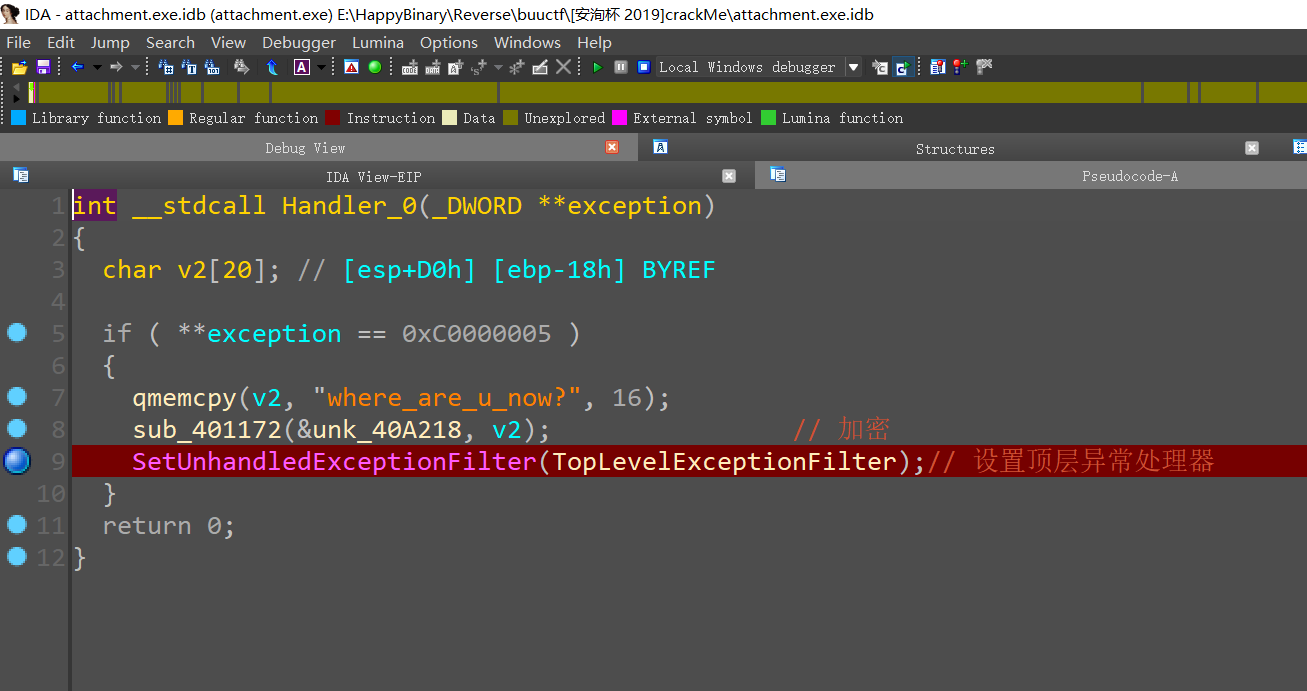 IDA - attachment.exe.idb (attachment.exe) E:\HappyBinary\Reverse\buuctf\[安洵杯 2019]crackMe\attachment.exe.idb
File Edit Jump Search View Debugger Lumina Options Windows Help
Local Windows debugger
Library function Regular function Instruction Data Unexplored External symbol Lumina function
Debug View Structures
IDA View-EIP Pseudocode-A
1 int __stdcall Handler_0(_DWORD **exception)
2 {
3 char v2[20]; // [esp+D0h] [ebp-18h] BYREF
4
5 if ( **exception == 0xC0000005 )
6 {
7 qmemcpy(v2, "where_are_u_now?", 16);
8 sub_401172(&unk_40A218, v2); // 加密
9 SetUnhandledExceptionFilter(TopLevelExceptionFilter);// 设置顶层异常处理器
10 }
11 return 0;
12 }